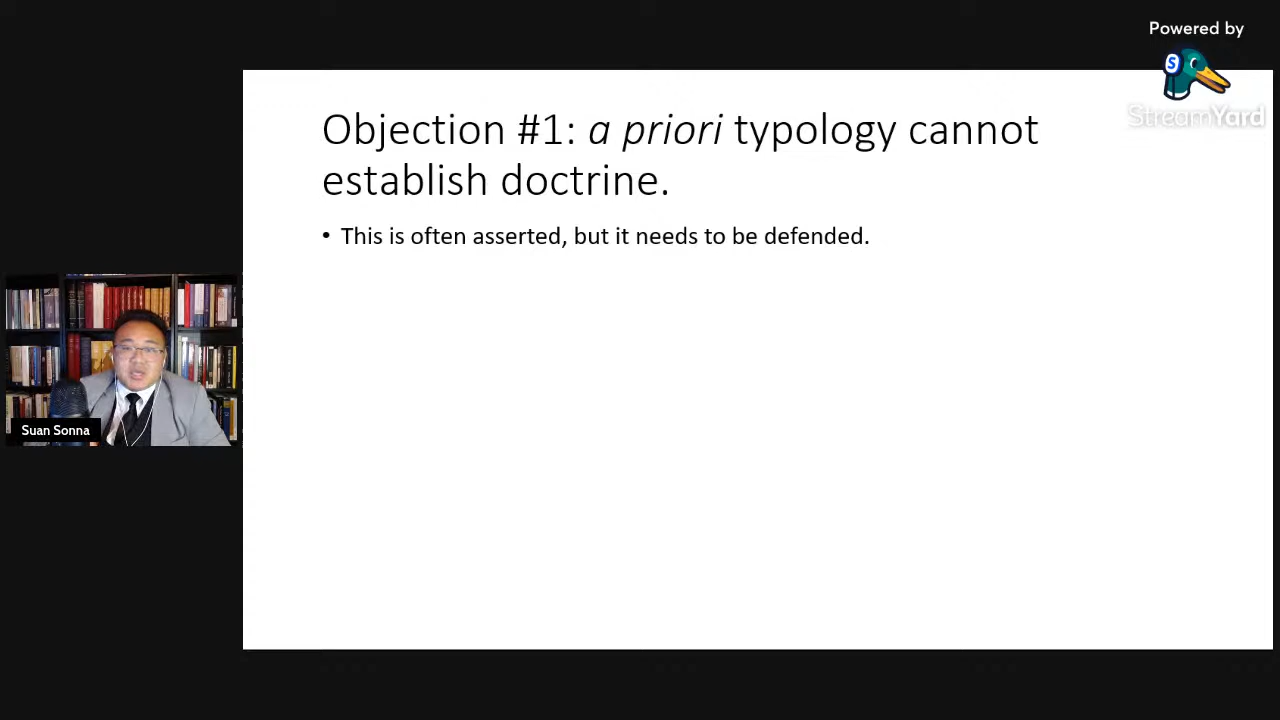 Powered by
S
StreamYard
Objection #1: a priori typology cannot
establish doctrine.
• This is often asserted, but it needs to be defended.
Suan Sonna